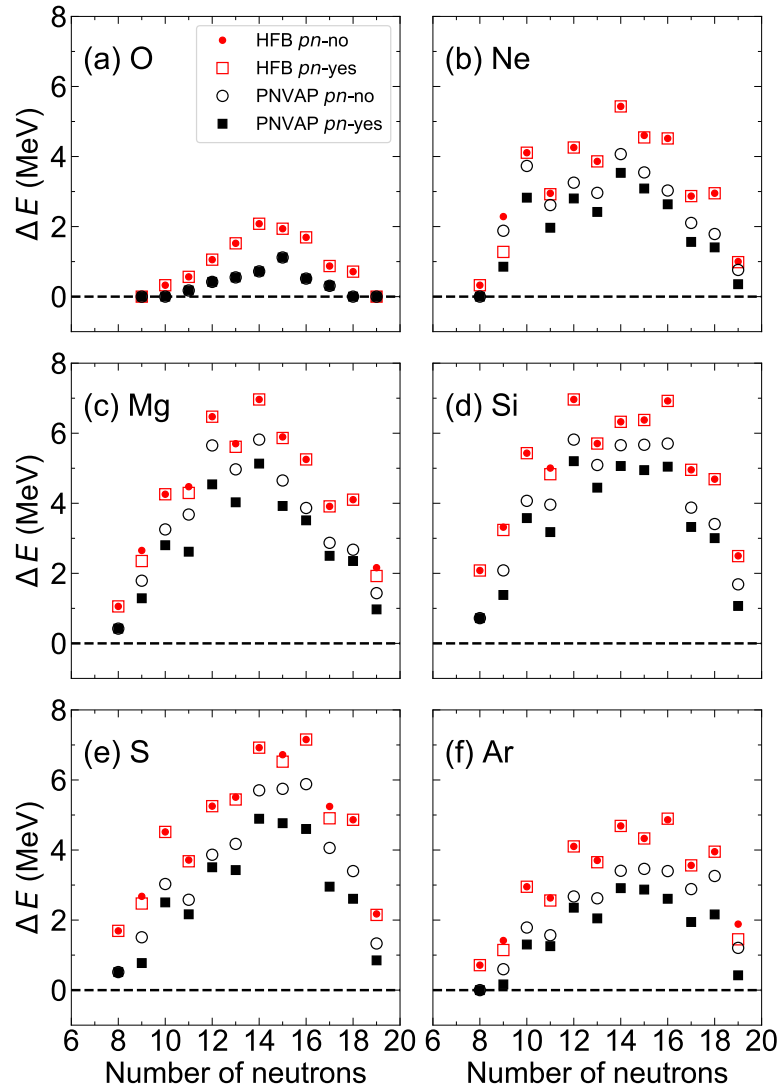 8
6
4
2
0
ΔE (MeV)
(a) O
HFB pn-no
HFB pn-yes
PNVAP pn-no
PNVAP pn-yes
(b) Ne
8
6
4
2
0
ΔE (MeV)
(c) Mg
(d) Si
8
6
4
2
0
ΔE (MeV)
(e) S
(f) Ar
6 8 10 12 14 16 18 20
Number of neutrons
6 8 10 12 14 16 18 20
Number of neutrons